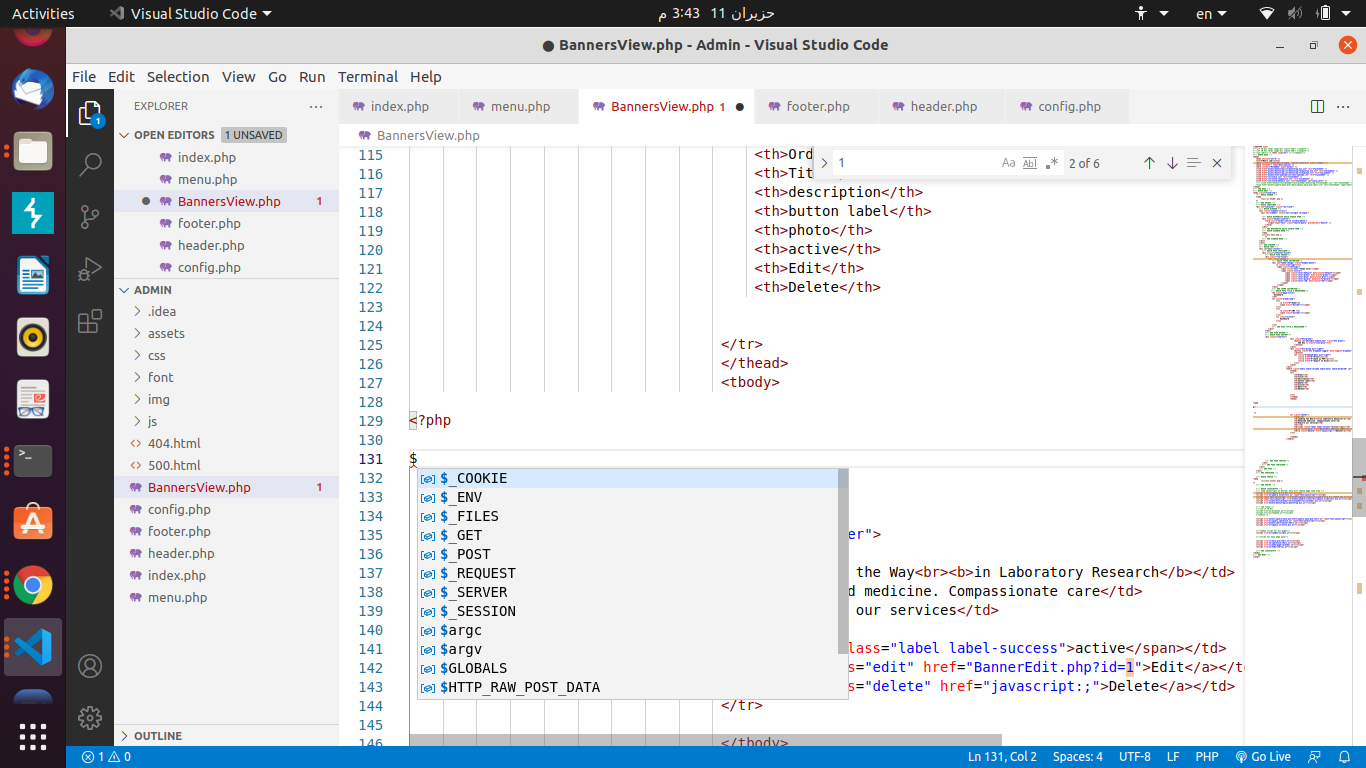 Activities
Visual Studio Code
حزيران 11  3:43 م
en
● BannersView.php - Admin - Visual Studio Code
File Edit Selection View Go Run Terminal Help
1
EXPLORER
OPEN EDITORS 1 UNSAVED
index.php
menu.php
BannersView.php 1
footer.php
header.php
config.php
ADMIN
.idea
assets
css
font
img
js
404.html
500.html
BannersView.php 1
config.php
footer.php
header.php
index.php
menu.php
OUTLINE
index.php menu.php BannersView.php 1 footer.php header.php config.php
BannersView.php
1 Aa Abl .* 2 of 6
115 <th>Ord
116 <th>Tit
117 <th>description</th>
118 <th>button label</th>
119 <th>photo</th>
120 <th>active</th>
121 <th>Edit</th>
122 <th>Delete</th>
123
124
125 </tr>
126 </thead>
127 <tbody>
128
129 <?php
130
131 $
132 $_COOKIE
133 $_ENV
134 $_FILES
135 $_GET er">
136 $_POST
137 $_REQUEST the Way<br><b>in Laboratory Research</b></td>
138 $_SERVER d medicine. Compassionate care</td>
139 $_SESSION our services</td>
140 $argc
141 $argv lass="label label-success">active</span></td>
142 $GLOBALS s="edit" href="BannerEdit.php?id=1">Edit</a></t
143 $HTTP_RAW_POST_DATA s="delete" href="javascript:;">Delete</a></td>
144 </tr>
145
146 </tbody>
1 0
Ln 131, Col 2 Spaces: 4 UTF-8 LF PHP Go Live